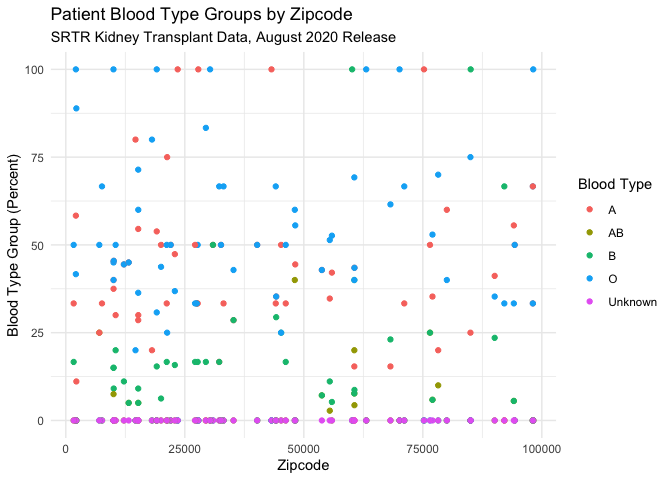 Patient Blood Type Groups by Zipcode
SRTR Kidney Transplant Data, August 2020 Release
Blood Type Group (Percent)
100
75
50
25
0
0
25000
50000
75000
100000
Zipcode
Blood Type
A
AB
B
O
Unknown